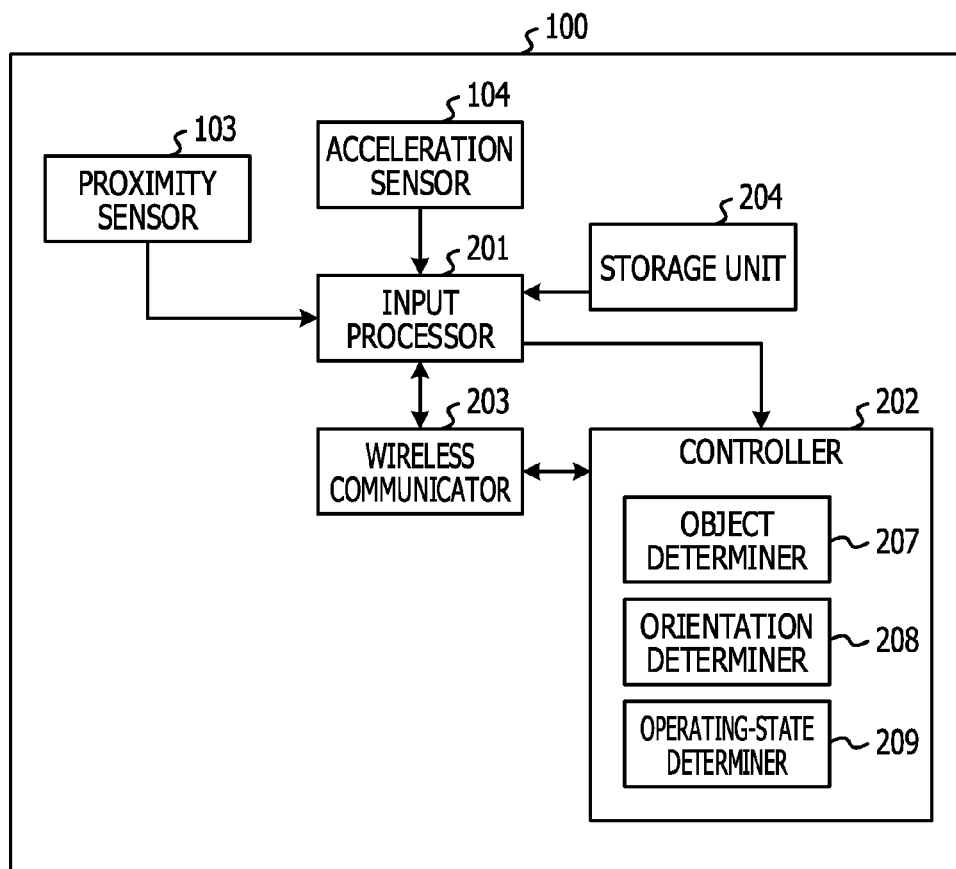 100
104
103
ACCELERATION
SENSOR
PROXIMITY
SENSOR
204
201
STORAGE UNIT
INPUT
PROCESSOR
203
202
WIRELESS
COMMUNICATOR
CONTROLLER
OBJECT
DETERMINER
207
ORIENTATION
DETERMINER
208
OPERATING-STATE
DETERMINER
209